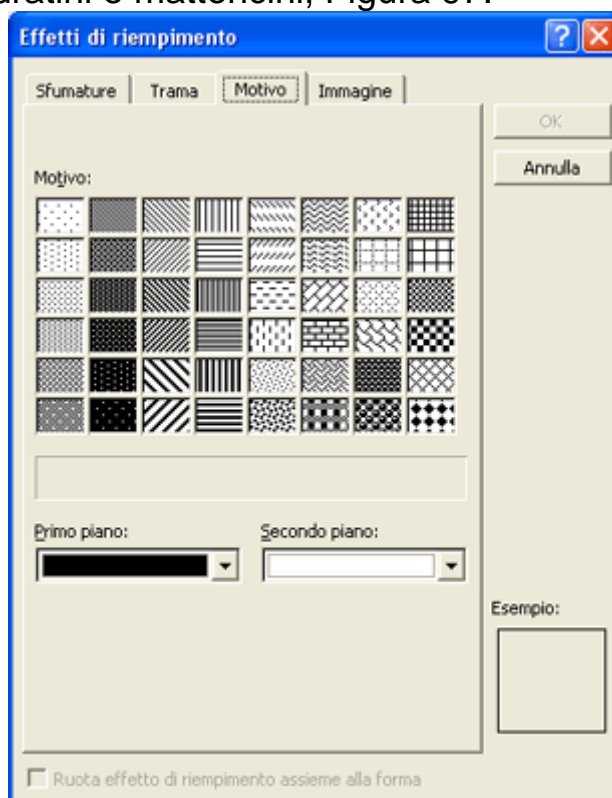 Effetti di riempimento
Sfumature Trama Motivo Immagine
OK
Annulla
Motivo:
Primo piano: Secondo piano:
Esempio:
Ruota effetto di riempimento assieme alla forma